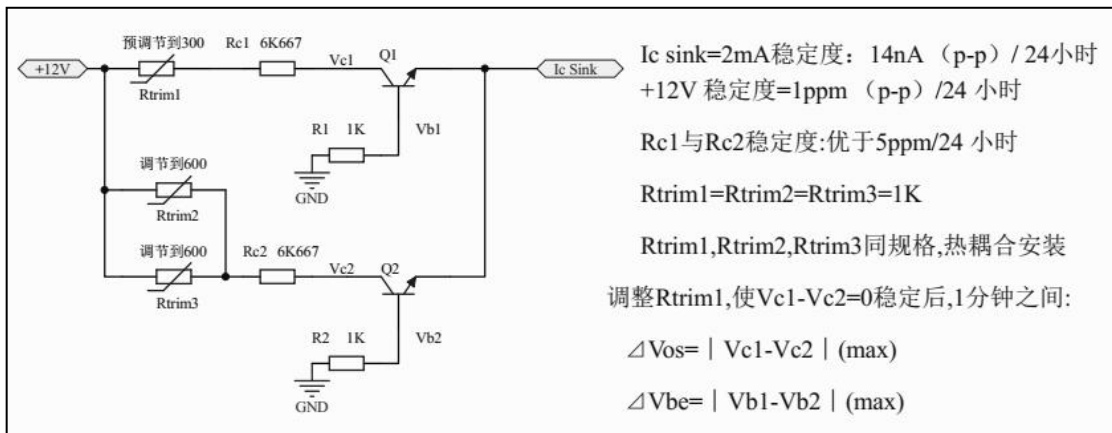 预调节到300 Rc1 6K667 Vc1 Q1
+12V
Ic Sink
Rtrim1
R1 1K Vb1
GND
调节到600
Rtrim2
调节到600 Rc2 6K667 Vc2 Q2
Rtrim3
R2 1K Vb2
GND
Ic sink=2mA稳定度：14nA （p-p）/ 24小时
+12V 稳定度=1ppm （p-p）/24 小时
Rc1与Rc2稳定度:优于5ppm/24 小时
Rtrim1=Rtrim2=Rtrim3=1K
Rtrim1,Rtrim2,Rtrim3同规格,热耦合安装
调整Rtrim1,使Vc1-Vc2=0稳定后,1分钟之间:
⊿Vos=｜Vc1-Vc2｜(max)
⊿Vbe=｜Vb1-Vb2｜(max)